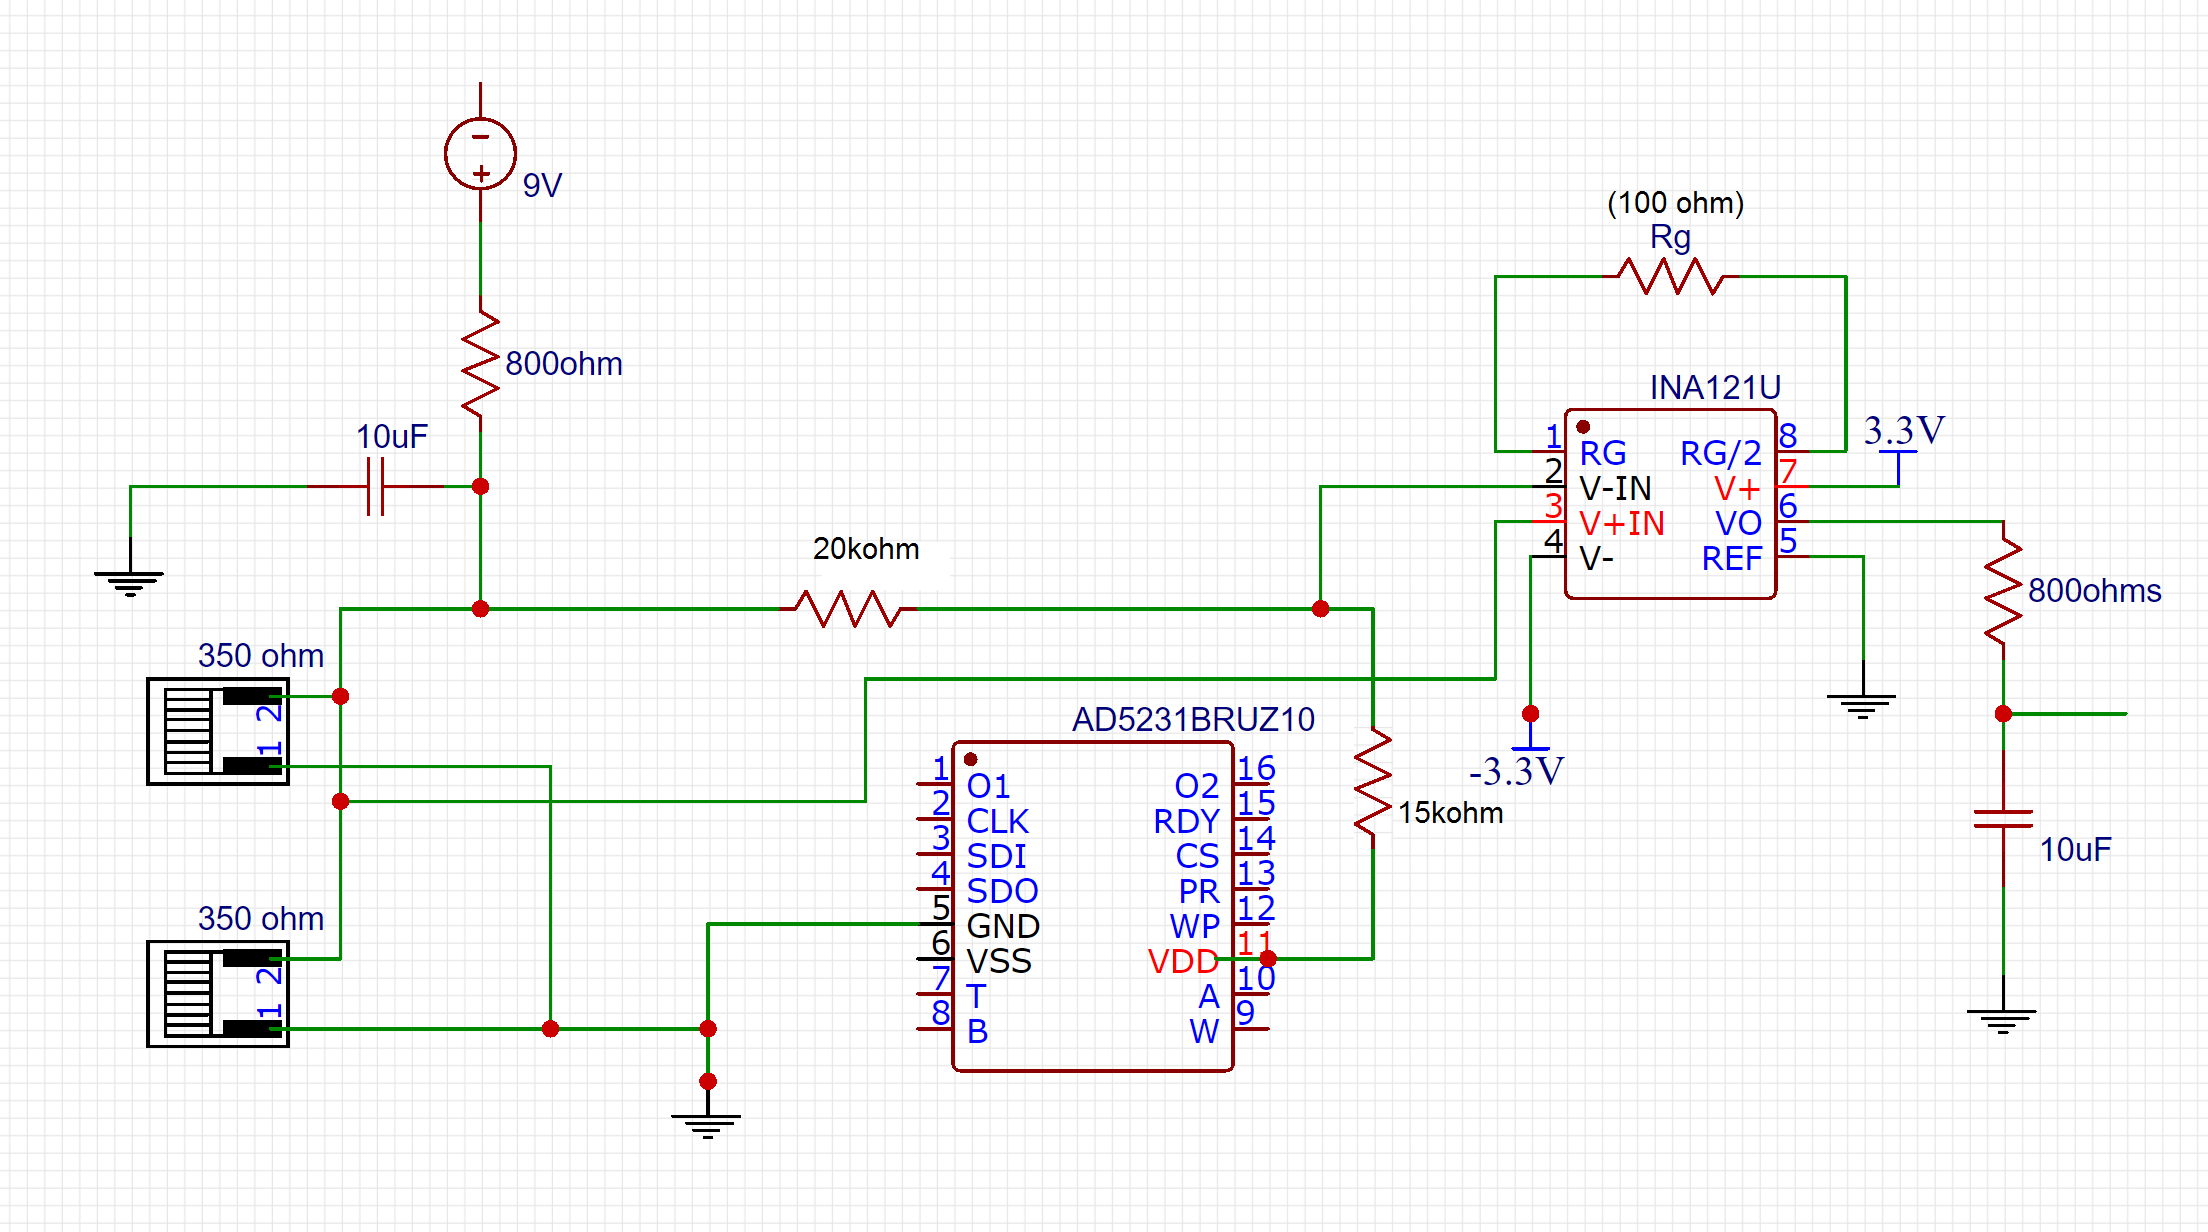 9V
800ohm
10uF
20kohm
350 ohm
2
1
350 ohm
2
1
AD5231BRUZ10
1 O1 O2 16
2 CLK RDY 15
3 SDI CS 14
4 SDO PR 13
5 GND WP 12
6 VSS VDD 11
7 T A 10
8 B W 9
15kohm
(100 ohm)
Rg
INA121U
1 RG RG/2 8
2 V-IN V+ 7
3 V+IN VO 6
4 V- REF 5
3.3V
-3.3V
800ohms
10uF